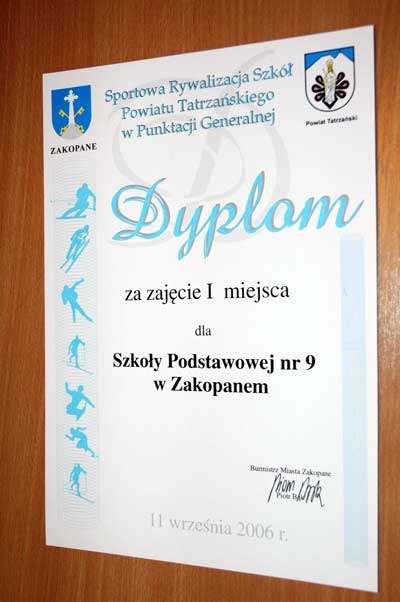 Sportowa Rywalizacja Szkół
Powiatu Tatrzańskiego
w Punktacji Generalnej
ZAKOPANE
Powiat Tatrzański
Dyplom
za zajęcie I miejsca
dla
Szkoły Podstawowej nr 9
w Zakopanem
Burmistrz Miasta Zakopane
Piotr
11 września 2006 r.